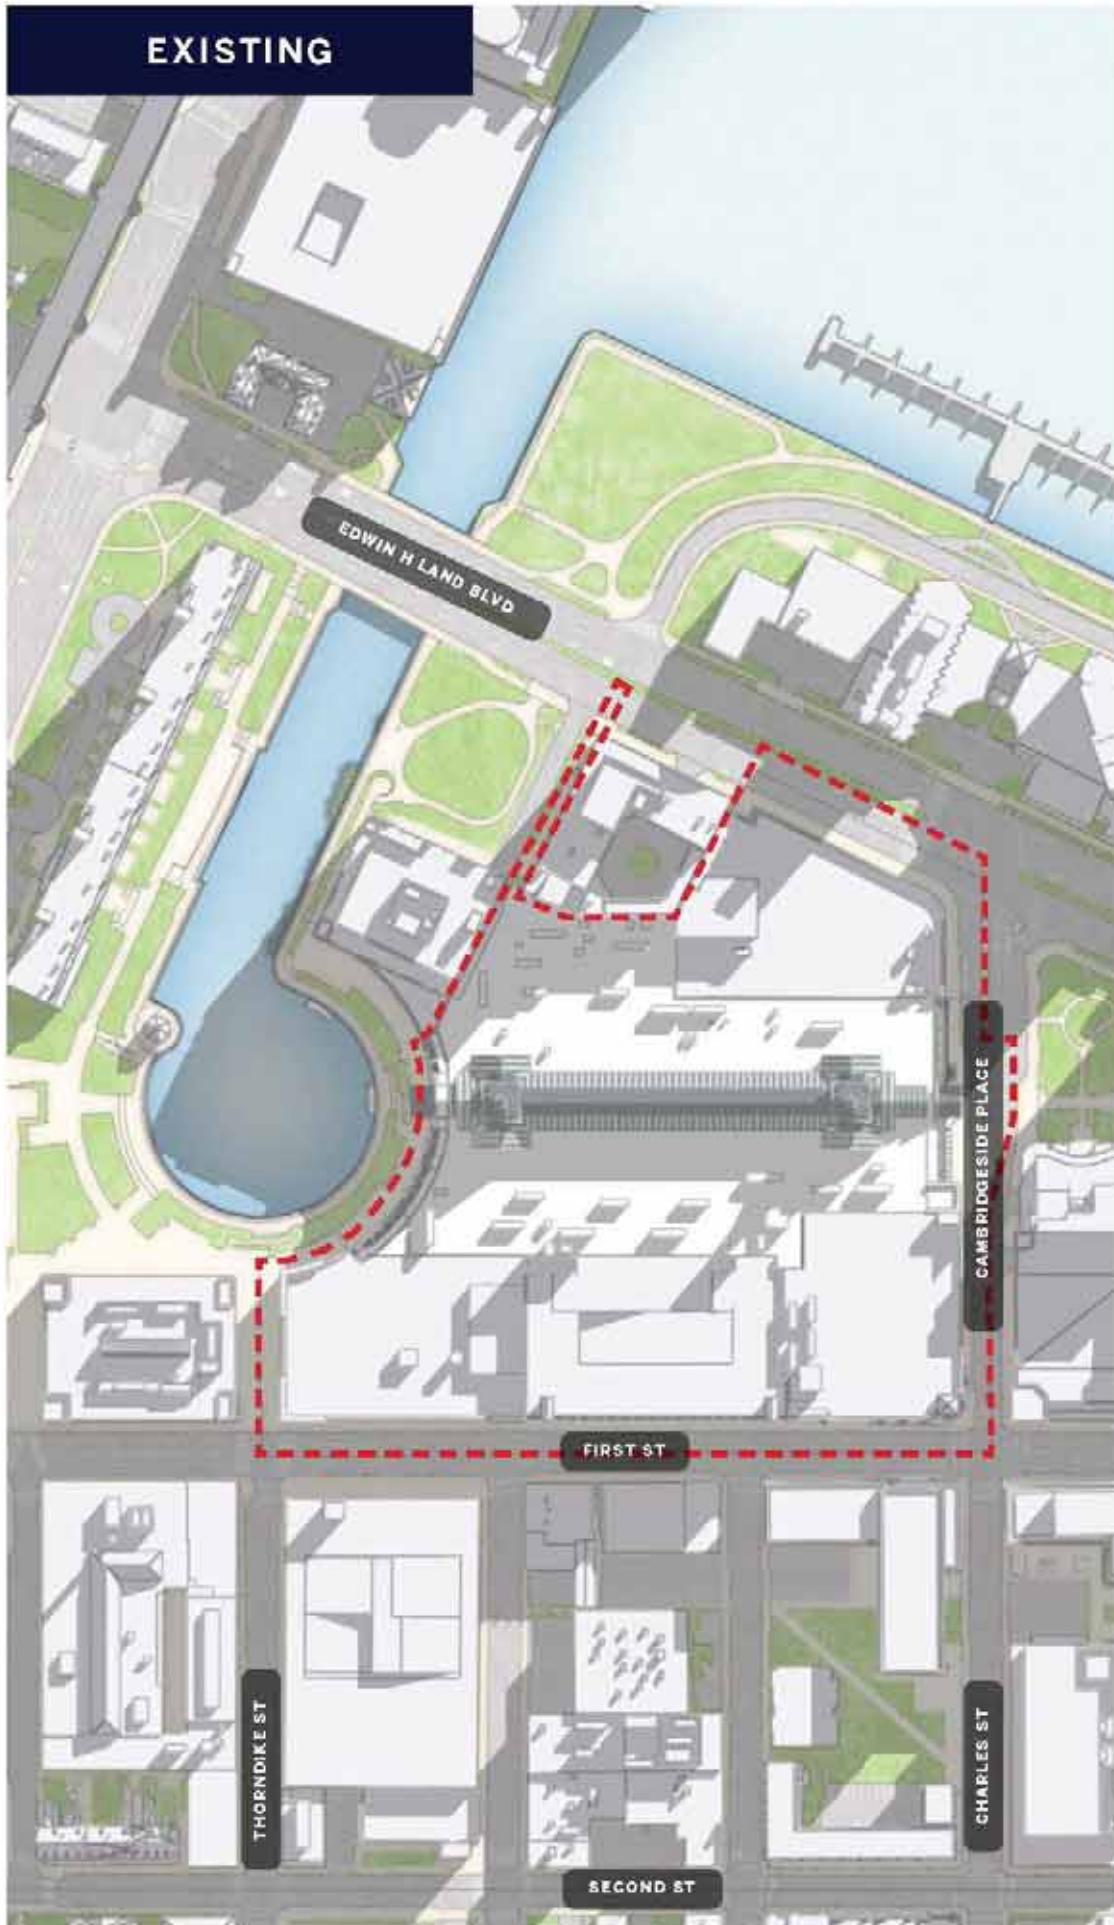 EXISTING
EDWIN H LAND BLVD
CAMBRIDGESIDE PLACE
FIRST ST
THORNDIKE ST
CHARLES ST
SECOND ST